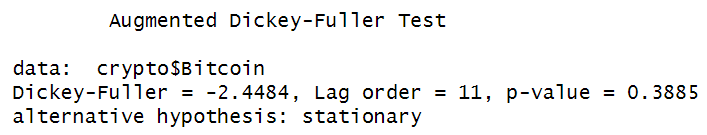 Augmented Dickey-Fuller Test
data:  crypto$Bitcoin
Dickey-Fuller = -2.4484, Lag order = 11, p-value = 0.3885
alternative hypothesis: stationary